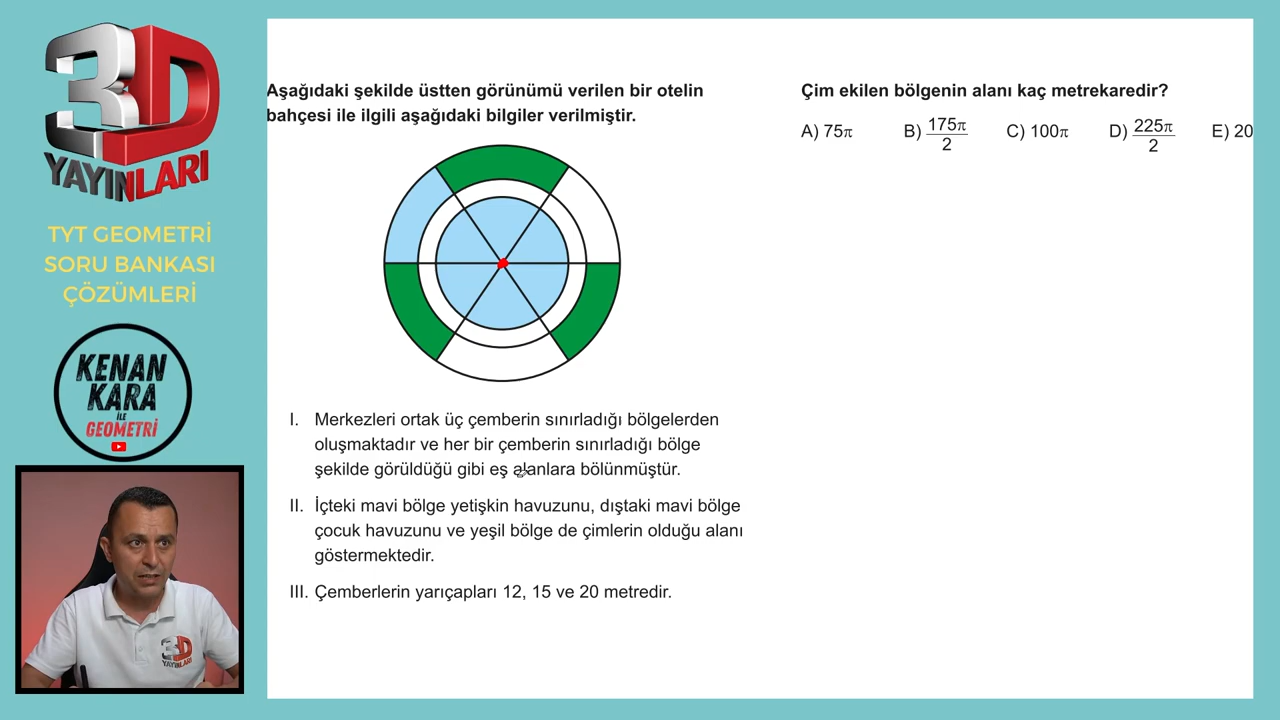 3D
YAYINLARI
TYT GEOMETRİ
SORU BANKASI
ÇÖZÜMLERİ
KENAN
KARA
İLE
GEOMETRİ
3D
YAYINLARI
Aşağıdaki şekilde üstten görünümü verilen bir otelin
bahçesi ile ilgili aşağıdaki bilgiler verilmiştir.
I. Merkezleri ortak üç çemberin sınırladığı bölgelerden
oluşmaktadır ve her bir çemberin sınırladığı bölge
şekilde görüldüğü gibi eş alanlara bölünmüştür.
II. İçteki mavi bölge yetişkin havuzunu, dıştaki mavi bölge
çocuk havuzunu ve yeşil bölge de çimlerin olduğu alanı
göstermektedir.
III. Çemberlerin yarıçapları 12, 15 ve 20 metredir.
Çim ekilen bölgenin alanı kaç metrekaredir?
A) 75π B) 175π/2 C) 100π D) 225π/2 E) 20